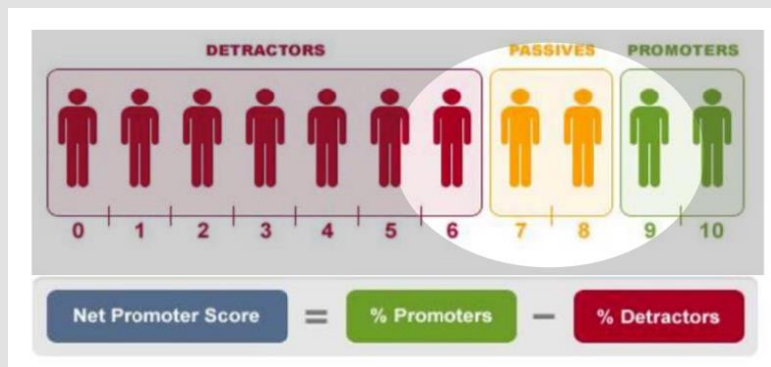 DETRACTORS PASSIVES PROMOTERS
0 1 2 3 4 5 6 7 8 9 10
Net Promoter Score = % Promoters — % Detractors